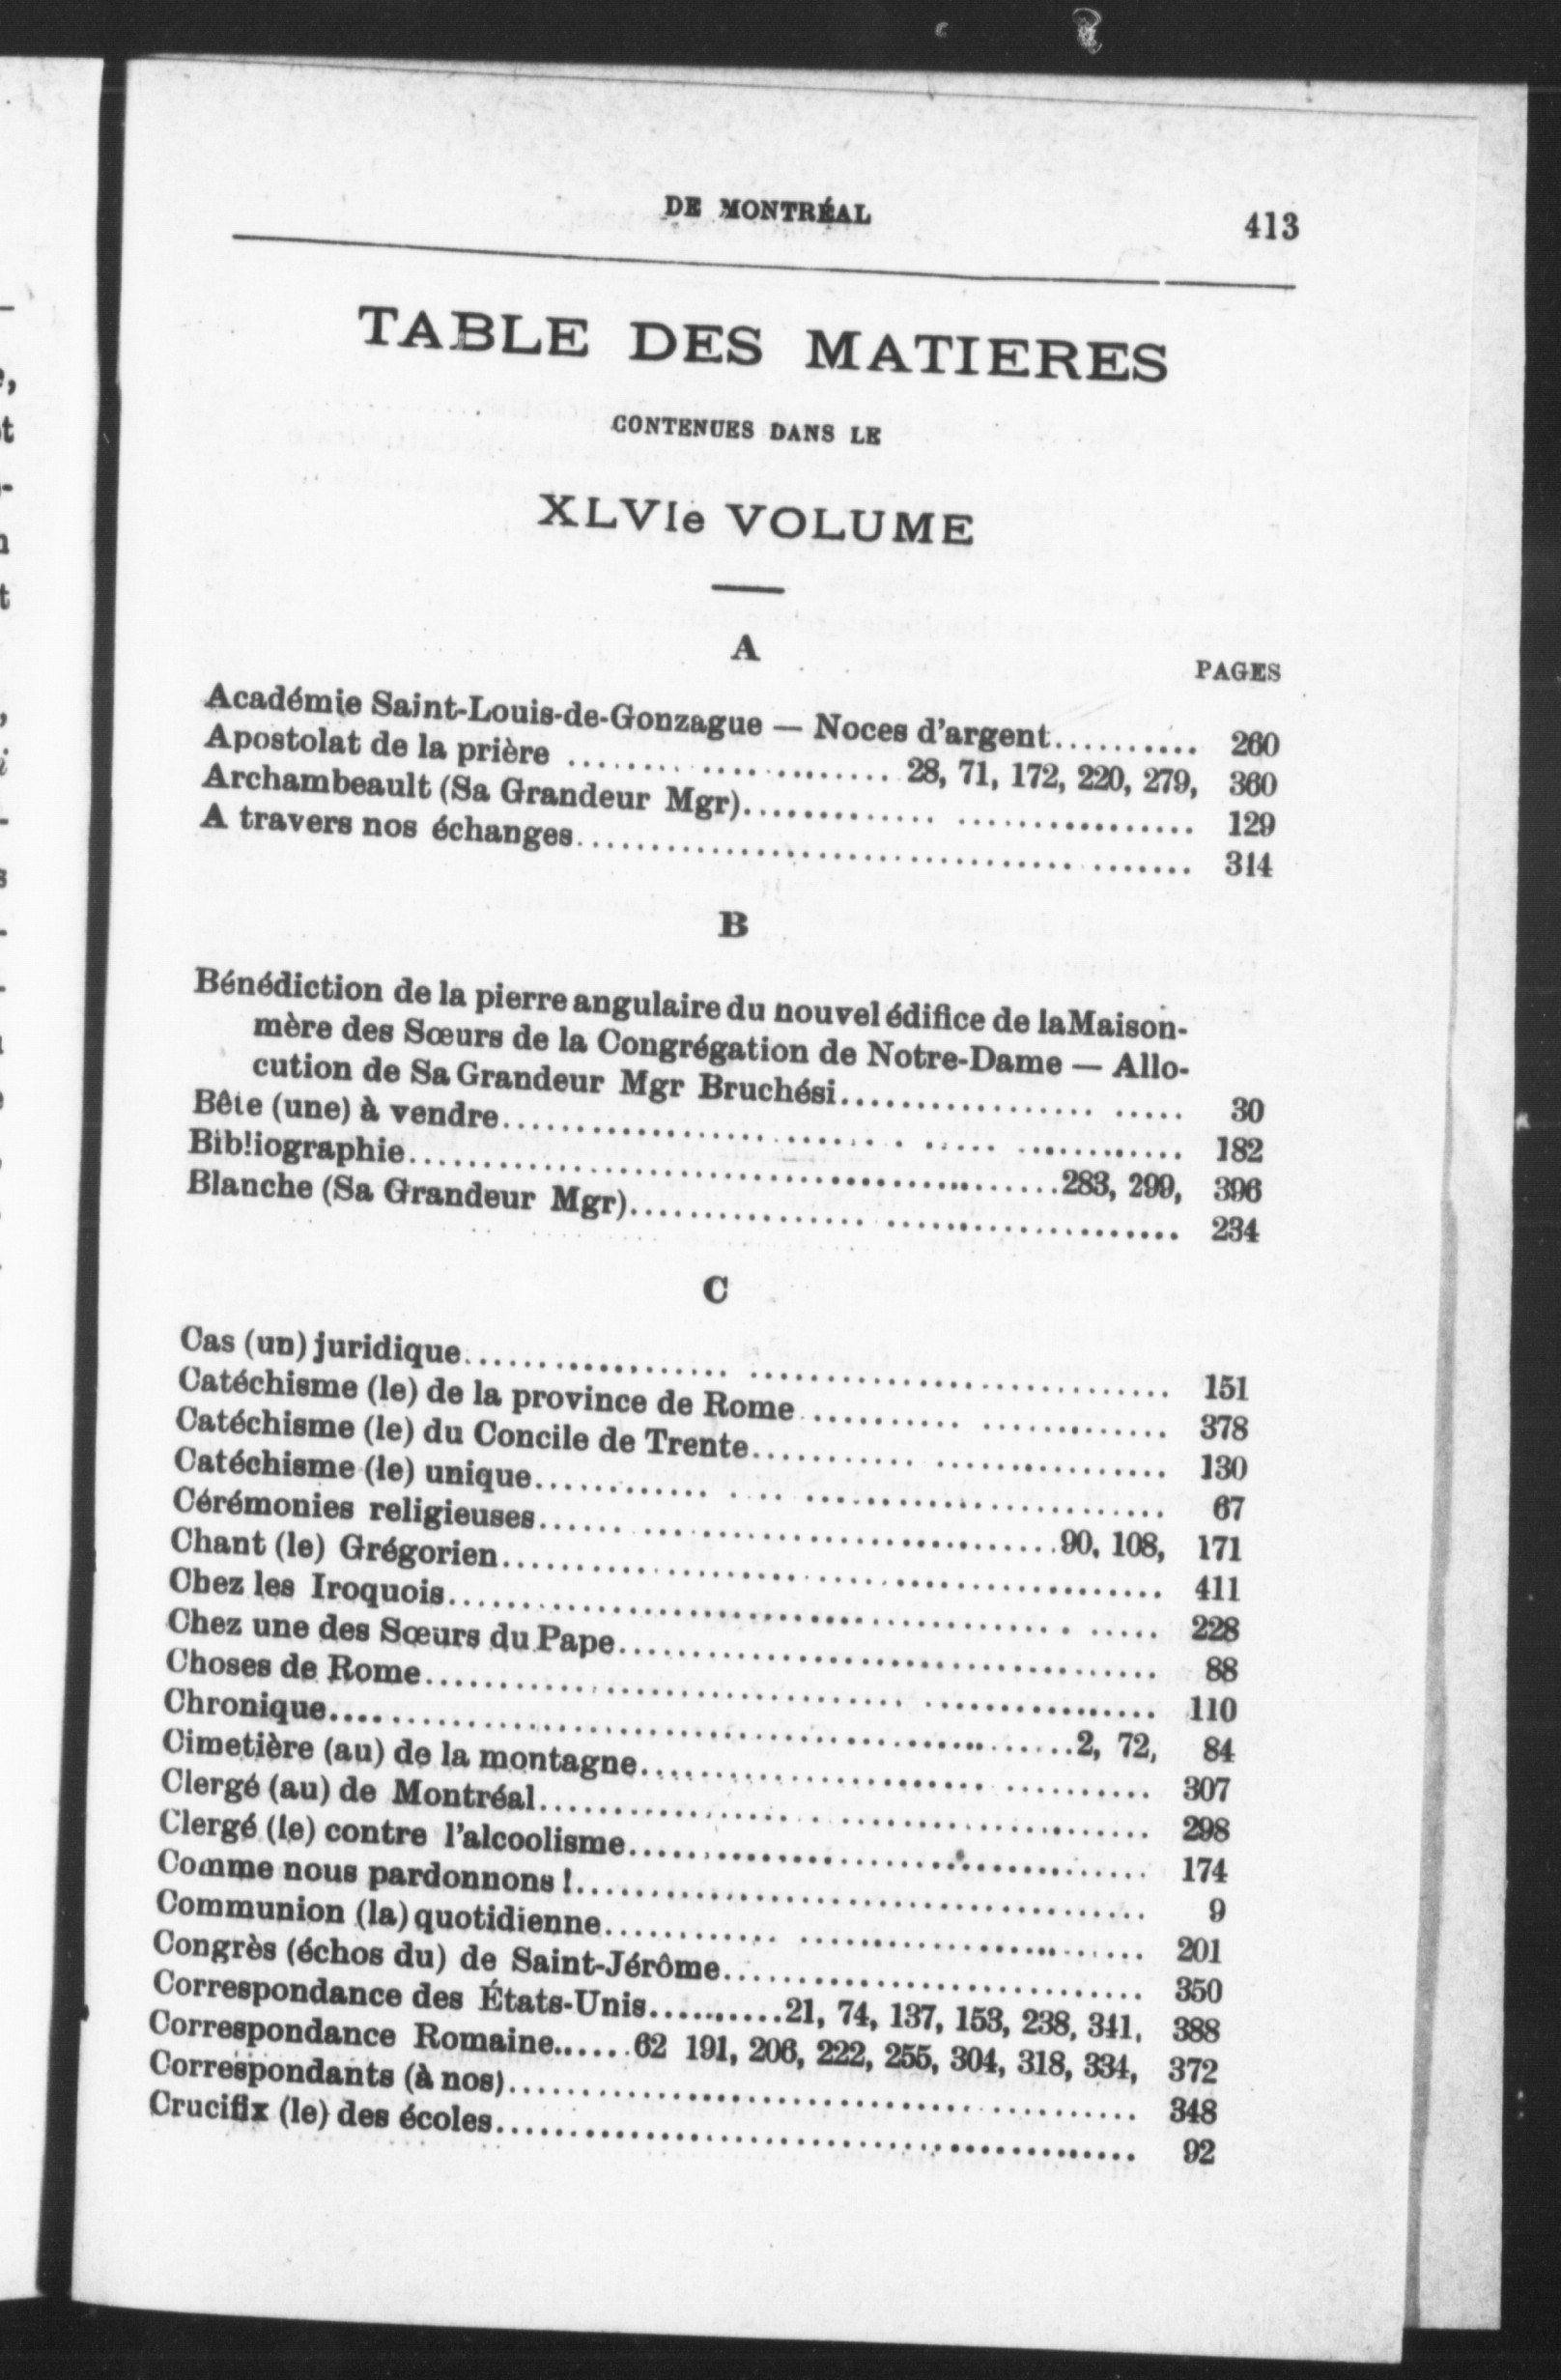 DE MONTRÉAL 413
TABLE DES MATIERES
CONTENUES DANS LE
XLVIe VOLUME
A
PAGES
Académie Saint-Louis-de-Gonzague — Noces d'argent........... 260
Apostolat de la prière ........................ 28, 71, 172, 220, 279, 360
Archambeault (Sa Grandeur Mgr).............................. 129
A travers nos échanges........................................ 314
B
Bénédiction de la pierre angulaire du nouvel édifice de la Maison-
mère des Sœurs de la Congrégation de Notre-Dame — Allo-
cution de Sa Grandeur Mgr Bruchési...................... 30
Bête (une) à vendre.......................................... 182
Bibliographie...........................................283, 299, 396
Blanche (Sa Grandeur Mgr)................................... 234
C
Cas (un) juridique............................................ 151
Catéchisme (le) de la province de Rome ....................... 378
Catéchisme (le) du Concile de Trente.......................... 130
Catéchisme (le) unique........................................ 67
Cérémonies religieuses...................................90, 108, 171
Chant (le) Grégorien.......................................... 411
Chez les Iroquois............................................. 228
Chez une des Sœurs du Pape................................... 88
Choses de Rome............................................... 110
Chronique..................................................2, 72, 84
Cimetière (au) de la montagne................................ 307
Clergé (au) de Montréal....................................... 298
Clergé (le) contre l'alcoolisme............................... 174
Comme nous pardonnons !...................................... 9
Communion (la) quotidienne................................... 201
Congrès (échos du) de Saint-Jérôme........................... 350
Correspondance des États-Unis...........21, 74, 137, 153, 238, 341, 388
Correspondance Romaine......62 191, 206, 222, 255, 304, 318, 334, 372
Correspondants (à nos)........................................ 348
Crucifix (le) des écoles...................................... 92